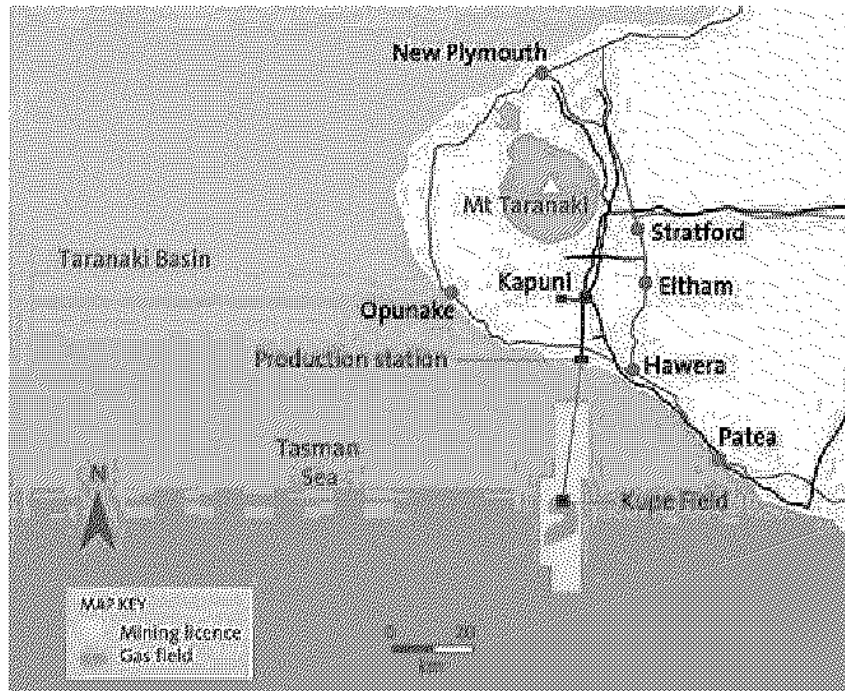 New Plymouth
Mt Taranaki
Stratford
Taranaki Basin
Kapuni
Eltham
Opunake
Production station
Hawera
Patea
Tasman
Sea
N
Kupe Field
MAP KEY
Mining licence
Gas field
0 20
km